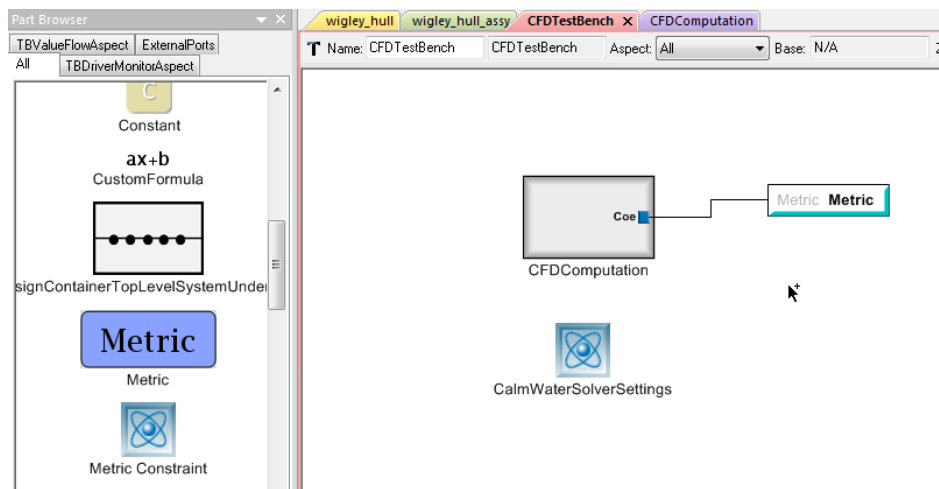 Part Browser
TBValueFlowAspect ExternalPorts
All TBDriverMonitorAspect
C
Constant
ax+b
CustomFormula
signContainerTopLevelSystemUnder
Metric
Metric
Metric Constraint
wigley_hull wigley_hull_assy CFDTestBench CFDComputation
T Name: CFDTestBench CFDTestBench Aspect: All Base: N/A
Coe
CFDComputation
Metric Metric
CalmWaterSolverSettings